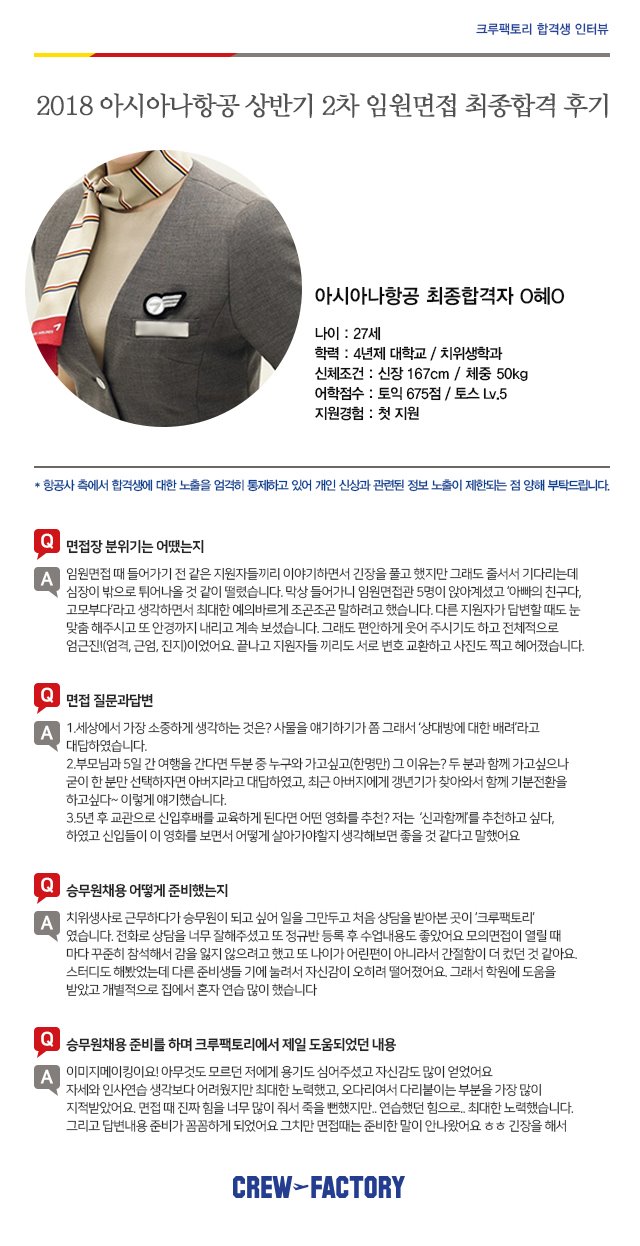 크루팩토리 합격생 인터뷰
2018 아시아나항공 상반기 2차 임원면접 최종합격 후기
아시아나항공 최종합격자 O혜O
나이 : 27세
학력 : 4년제 대학교 / 치위생학과
신체조건 : 신장 167cm / 체중 50kg
어학점수 : 토익 675점 / 토스 Lv.5
지원경험 : 첫 지원
* 항공사 측에서 합격생에 대한 노출을 엄격히 통제하고 있어 개인 신상과 관련된 정보 노출이 제한되는 점 양해 부탁드립니다.
Q 면접장 분위기는 어땠는지
A 임원면접 때 들어가기 전 같은 지원자들끼리 이야기하면서 긴장을 풀고 했지만 그래도 줄서서 기다리는데
심장이 밖으로 튀어나올 것 같이 떨렸습니다. 막상 들어가니 임원면접관 5명이 앉아계셨고 '아빠의 친구다,
고모부다'라고 생각하면서 최대한 예의바르게 조곤조곤 말하려고 했습니다. 다른 지원자가 답변할 때도 눈
맞춤 해주시고 또 안경까지 내리고 계속 보셨습니다. 그래도 편안하게 웃어 주시기도 하고 전체적으로
엄근진!(엄격, 근엄, 진지)이었어요. 끝나고 지원자들 끼리도 서로 번호 교환하고 사진도 찍고 헤어졌습니다.
Q 면접 질문과답변
A 1.세상에서 가장 소중하게 생각하는 것은? 사물을 얘기하기가 쫌 그래서 '상대방에 대한 배려'라고
대답하였습니다.
2.부모님과 5일 간 여행을 간다면 두분 중 누구와 가고싶고(한명만) 그 이유는? 두 분과 함께 가고싶으나
굳이 한 분만 선택하자면 아버지라고 대답하였고, 최근 아버지에게 갱년기가 찾아와서 함께 기분전환을
하고싶다~ 이렇게 얘기했습니다.
3.5년 후 교관으로 신입후배를 교육하게 된다면 어떤 영화를 추천? 저는 '신과함께'를 추천하고 싶다,
하였고 신입들이 이 영화를 보면서 어떻게 살아가야할지 생각해보면 좋을 것 같다고 말했어요
Q 승무원채용 어떻게 준비했는지
A 치위생사로 근무하다가 승무원이 되고 싶어 일을 그만두고 처음 상담을 받아본 곳이 '크루팩토리'
였습니다. 전화로 상담을 너무 잘해주셨고 또 정규반 등록 후 수업내용도 좋았어요 모의면접이 열릴 때
마다 꾸준히 참석해서 감을 잃지 않으려고 했고 또 나이가 어린편이 아니라서 간절함이 더 컸던 것 같아요.
스터디도 해봤었는데 다른 준비생들 기에 눌려서 자신감이 오히려 떨어졌어요. 그래서 학원에 도움을
받았고 개별적으로 집에서 혼자 연습 많이 했습니다
Q 승무원채용 준비를 하며 크루팩토리에서 제일 도움되었던 내용
A 이미지메이킹이요! 아무것도 모르던 저에게 용기도 심어주셨고 자신감도 많이 얻었어요
자세와 인사연습 생각보다 어려웠지만 최대한 노력했고, 오다리여서 다리붙이는 부분을 가장 많이
지적받았어요. 면접 때 진짜 힘을 너무 많이 줘서 죽을 뻔했지만.. 연습했던 힘으로.. 최대한 노력했습니다.
그리고 답변내용 준비가 꼼꼼하게 되었어요 그치만 면접때는 준비한 말이 안나왔어요 ㅎㅎ 긴장을 해서
CREW FACTORY